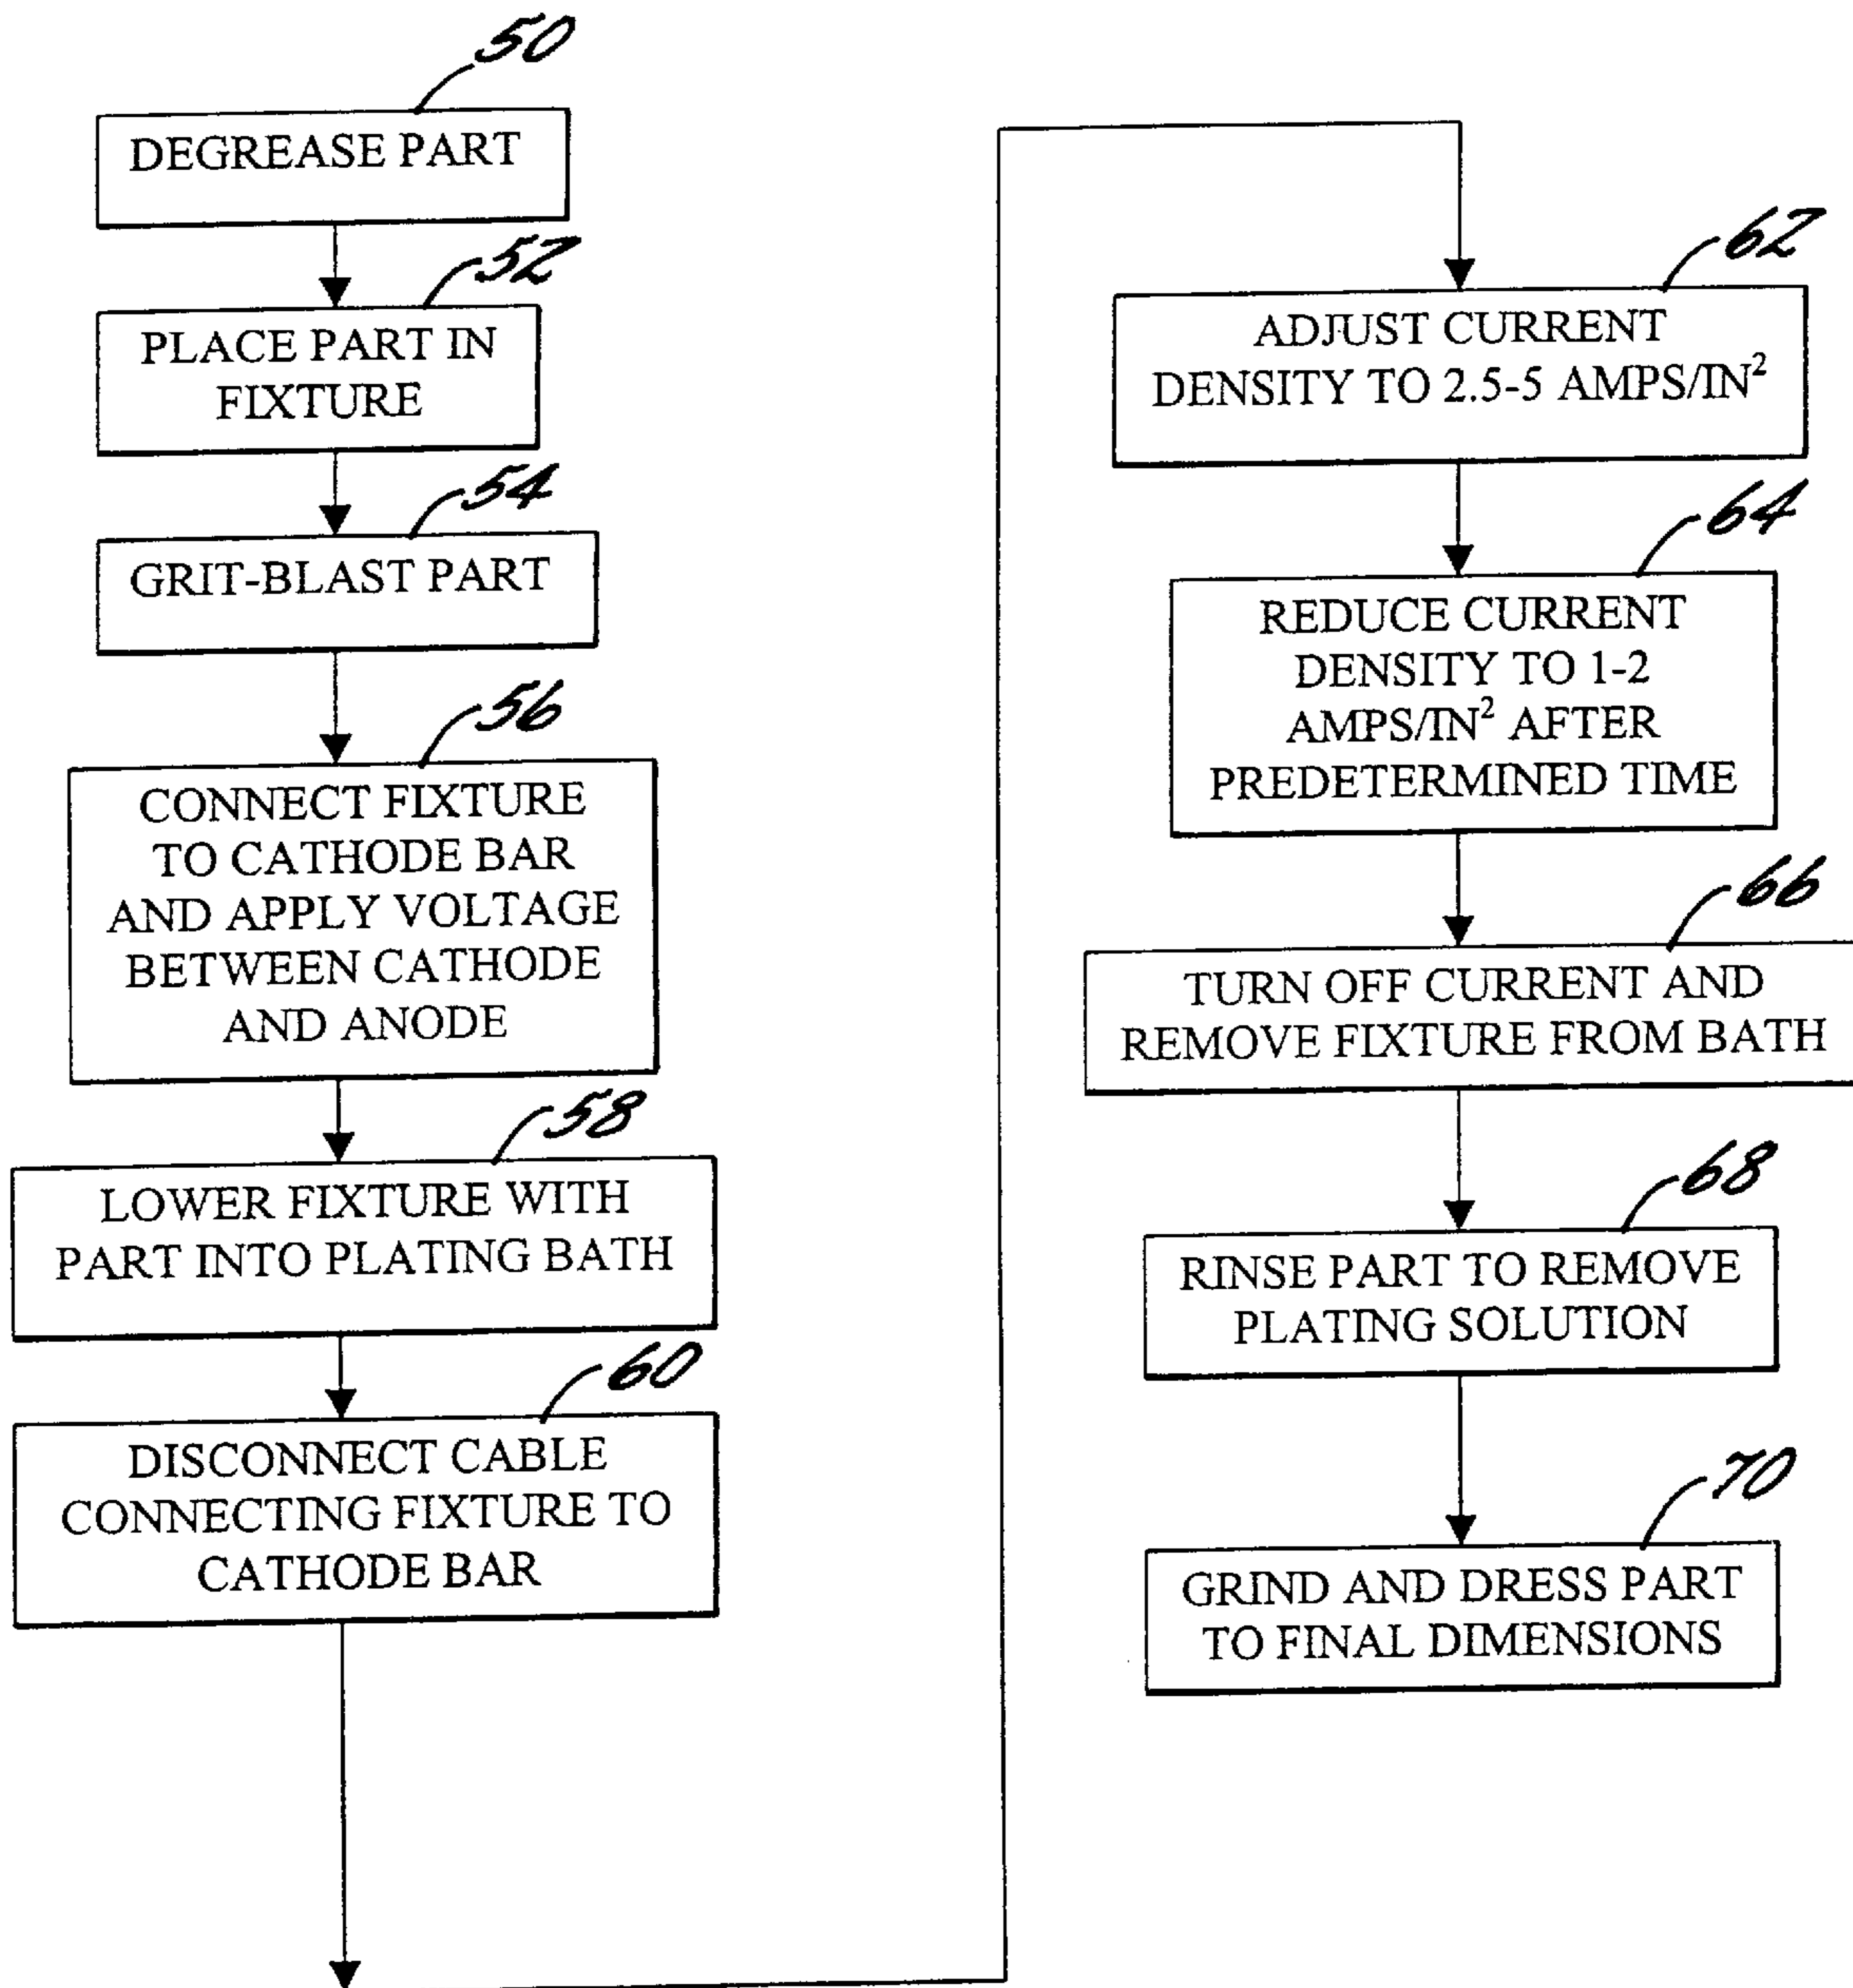 50
DEGREASE PART
52
PLACE PART IN
FIXTURE
54
GRIT-BLAST PART
56
CONNECT FIXTURE
TO CATHODE BAR
AND APPLY VOLTAGE
BETWEEN CATHODE
AND ANODE
58
LOWER FIXTURE WITH
PART INTO PLATING BATH
60
DISCONNECT CABLE
CONNECTING FIXTURE TO
CATHODE BAR
62
ADJUST CURRENT
DENSITY TO 2.5-5 AMPS/IN²
64
REDUCE CURRENT
DENSITY TO 1-2
AMPS/IN² AFTER
PREDETERMINED TIME
66
TURN OFF CURRENT AND
REMOVE FIXTURE FROM BATH
68
RINSE PART TO REMOVE
PLATING SOLUTION
70
GRIND AND DRESS PART
TO FINAL DIMENSIONS